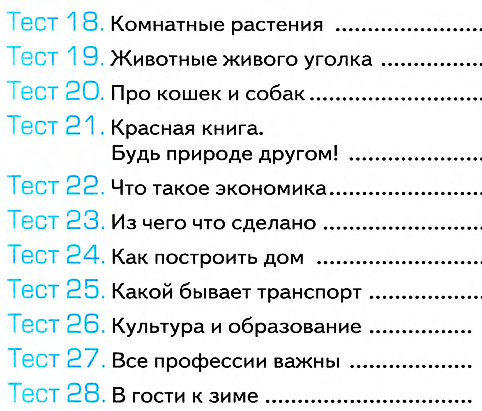 Тест 18. Комнатные растения ..................
Тест 19. Животные живого уголка .............
Тест 20. Про кошек и собак.....................
Тест 21. Красная книга.
Будь природе другом! .................
Тест 22. Что такое экономика...................
Тест 23. Из чего что сделано ....................
Тест 24. Как построить дом .....................
Тест 25. Какой бывает транспорт ..............
Тест 26. Культура и образование ..............
Тест 27. Все профессии важны ................
Тест 28. В гости к зиме ...........................